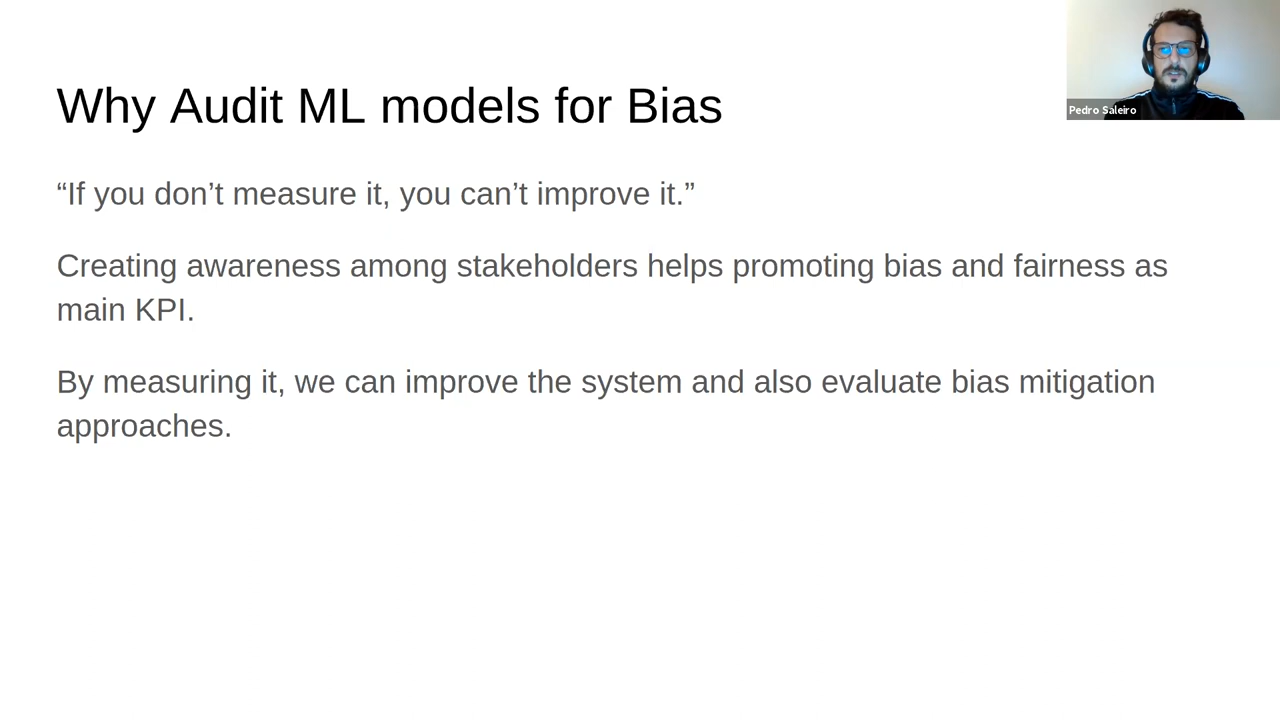 Why Audit ML models for Bias
Pedro Saleiro
“If you don’t measure it, you can’t improve it.”
Creating awareness among stakeholders helps promoting bias and fairness as
main KPI.
By measuring it, we can improve the system and also evaluate bias mitigation
approaches.